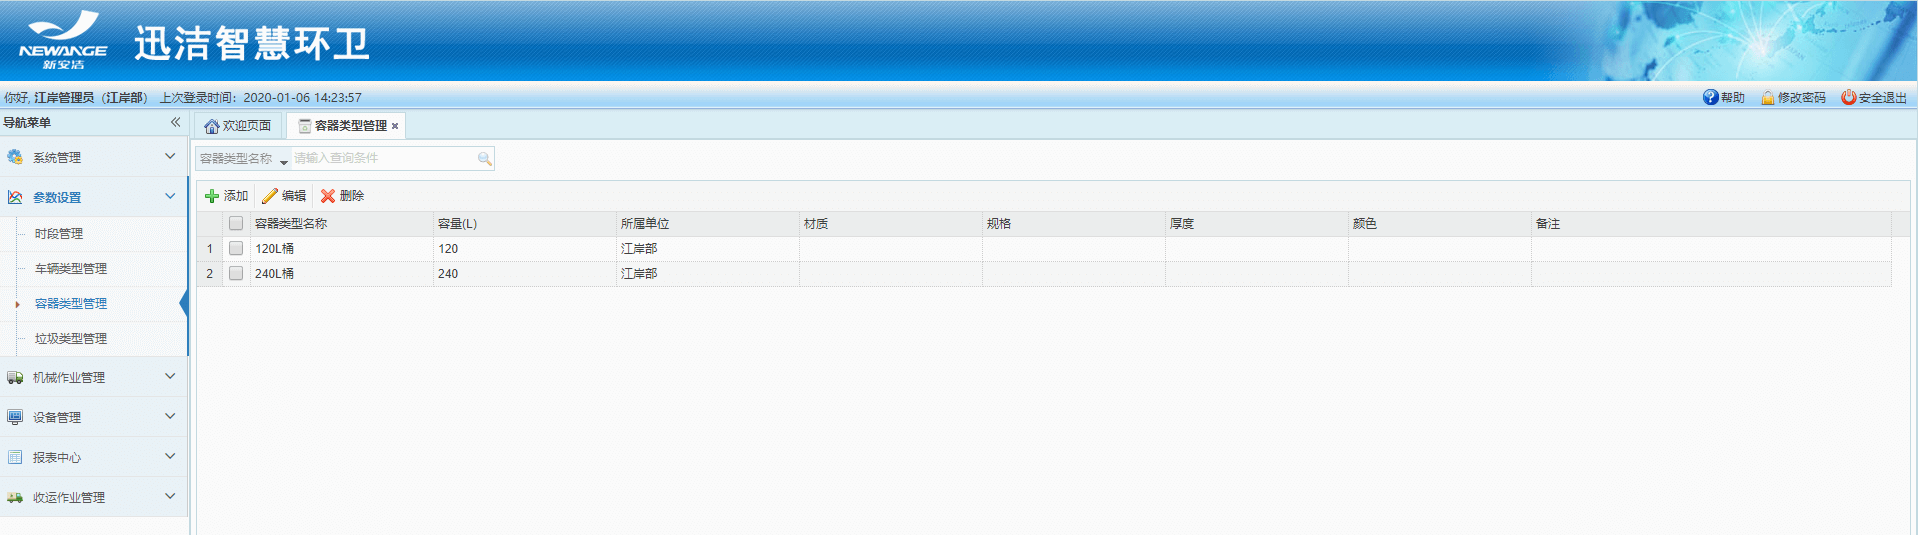 NEWANGE
新安洁
迅洁智慧环卫
你好, 江岸管理员（江岸部） 上次登录时间：2020-01-06 14:23:57
帮助 修改密码 安全退出
导航菜单
欢迎页面 容器类型管理
系统管理
参数设置
时段管理
车辆类型管理
容器类型管理
垃圾类型管理
机械作业管理
设备管理
报表中心
收运作业管理
容器类型名称 请输入查询条件
添加 编辑 删除
容器类型名称 容量(L) 所属单位 材质 规格 厚度 颜色 备注
1 120L桶 120 江岸部
2 240L桶 240 江岸部